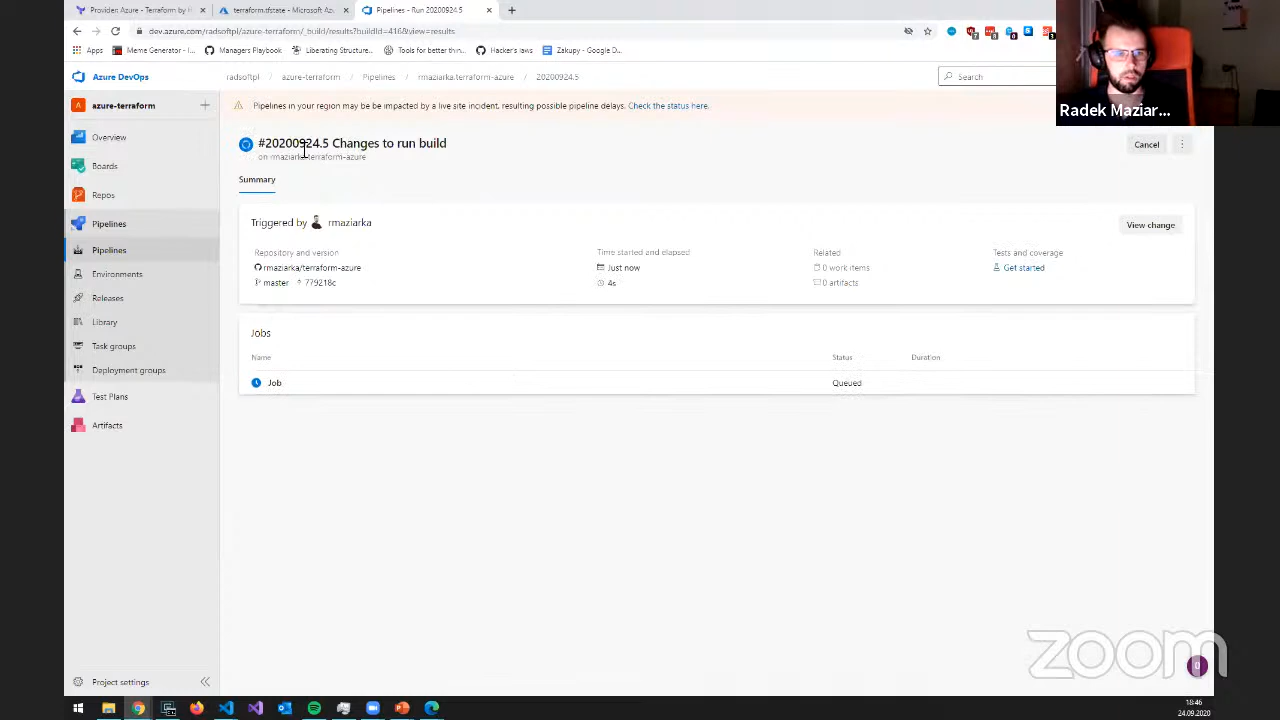 Provider: Azure - Terraform by H
terraform.tfstate - Microsoft Az
Pipelines - Run 20200924.5
dev.azure.com/radsoftpl/azure-terraform/_build/results?buildId=416&view=results
Apps
Meme Generator - I...
Managers Playbook
Writing Structure...
Tools for better thin...
Hacker's laws
Zakupy - Google D...
Azure DevOps
radsoftpl / azure-terraform / Pipelines / rmaziarka.terraform-azure / 20200924.5
Search
Radek Maziar...
azure-terraform
Overview
Boards
Repos
Pipelines
Pipelines
Environments
Releases
Library
Task groups
Deployment groups
Test Plans
Artifacts
Project settings
Pipelines in your region may be be impacted by a live site incident, resulting possible pipeline delays. Check the status here.
#20200924.5 Changes to run build
on rmaziarka.terraform-azure
Cancel
Summary
Triggered by rmaziarka
View change
Repository and version
rmaziarka/terraform-azure
master 779218c
Time started and elapsed
Just now
4s
Related
0 work items
0 artifacts
Tests and coverage
Get started
Jobs
Name Status Duration
Job Queued
zoom
0
18:46
24.09.2020